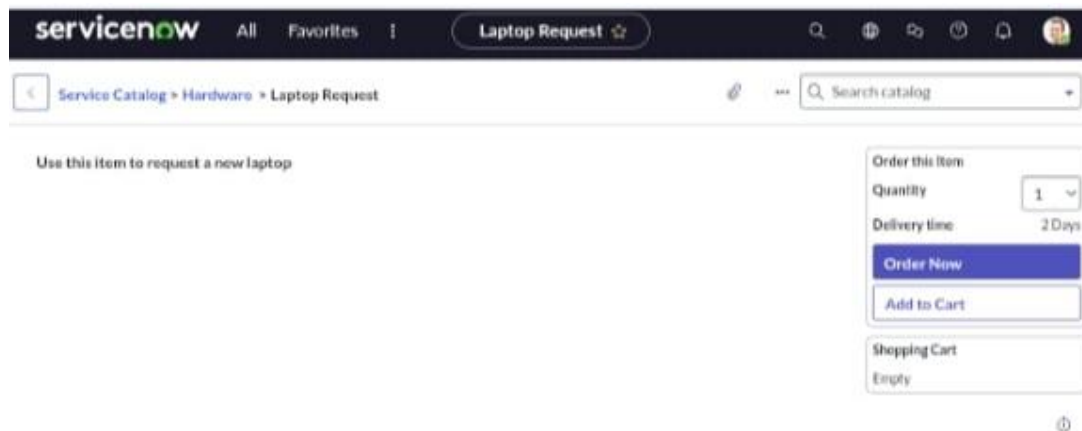 servicenow All Favorites Laptop Request
Service Catalog > Hardware > Laptop Request
Search catalog
Use this item to request a new laptop
Order this Item
Quantity 1
Delivery time 2 Days
Order Now
Add to Cart
Shopping Cart
Empty